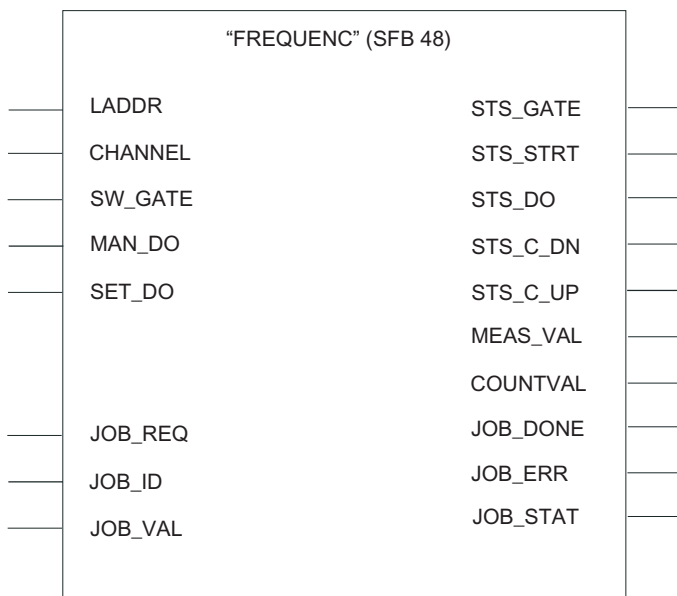 “FREQUENC” (SFB 48)
LADDR
CHANNEL
SW_GATE
MAN_DO
SET_DO
JOB_REQ
JOB_ID
JOB_VAL
STS_GATE
STS_STRT
STS_DO
STS_C_DN
STS_C_UP
MEAS_VAL
COUNTVAL
JOB_DONE
JOB_ERR
JOB_STAT